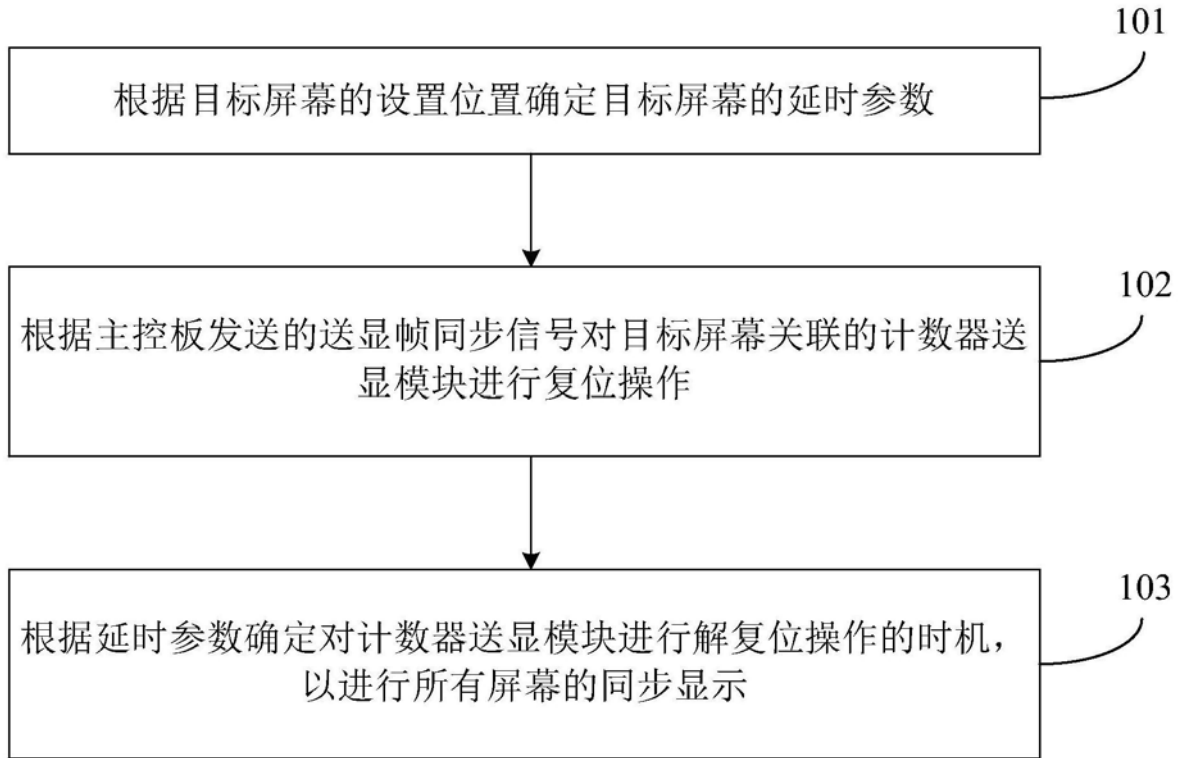 101
根据目标屏幕的设置位置确定目标屏幕的延时参数
102
根据主控板发送的送显帧同步信号对目标屏幕关联的计数器送
显模块进行复位操作
103
根据延时参数确定对计数器送显模块进行解复位操作的时机，
以进行所有屏幕的同步显示